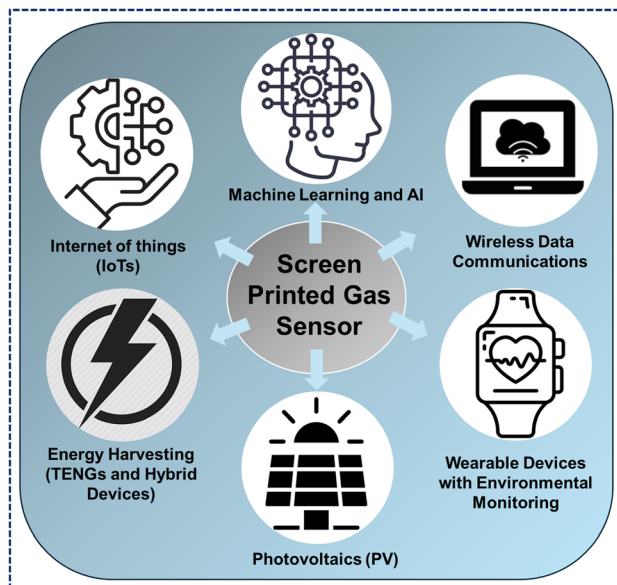 Machine Learning and AI
Internet of things
(IoTs)
Wireless Data
Communications
Screen
Printed Gas
Sensor
Energy Harvesting
(TENGs and Hybrid
Devices)
Wearable Devices
with Environmental
Monitoring
Photovoltaics (PV)